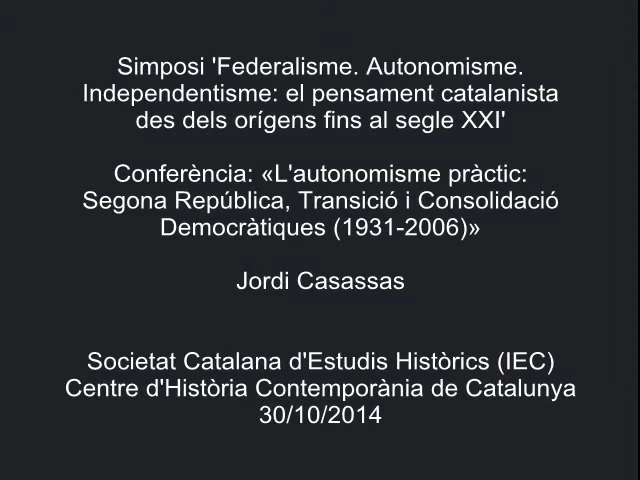 Simposi 'Federalisme. Autonomisme.
Independentisme: el pensament catalanista
des dels orígens fins al segle XXI'
Conferència: «L'autonomisme pràctic:
Segona República, Transició i Consolidació
Democràtiques (1931-2006)»
Jordi Casassas
Societat Catalana d'Estudis Històrics (IEC)
Centre d'Història Contemporània de Catalunya
30/10/2014